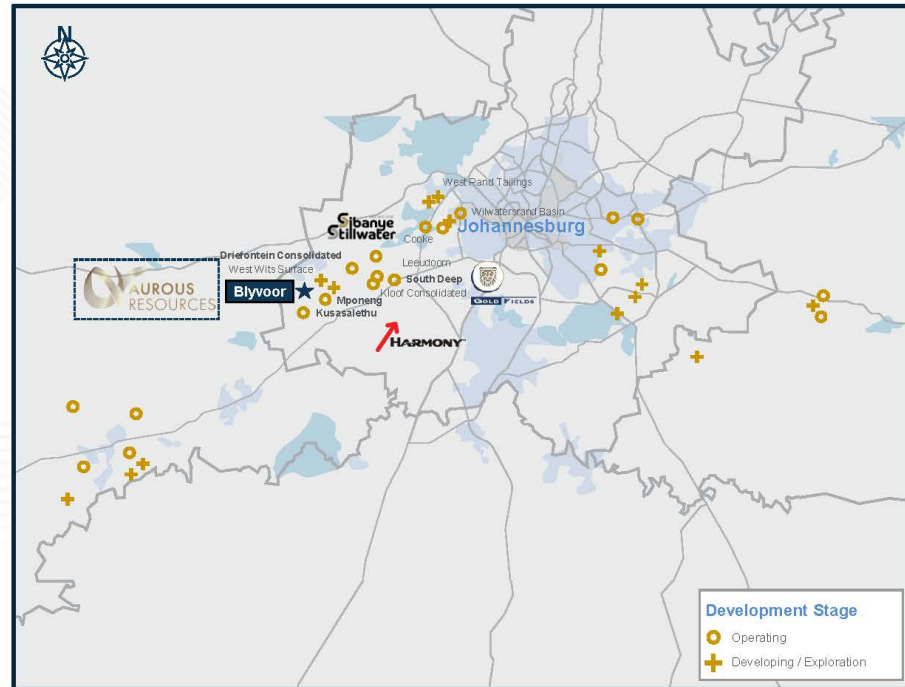 N
West Rand Tailings
Wilwatersrand Basin
Johannesburg
Sibanye
Stillwater
Cooke
Driefontein Consolidated
Leeudoorn
West Wits Surface
AUROUS
RESOURCES
Blyvoor
South Deep
Kloof Consolidated
GOLD FIELDS
Mponeng
Kusasalethu
HARMONY™
Development Stage
Operating
Developing / Exploration